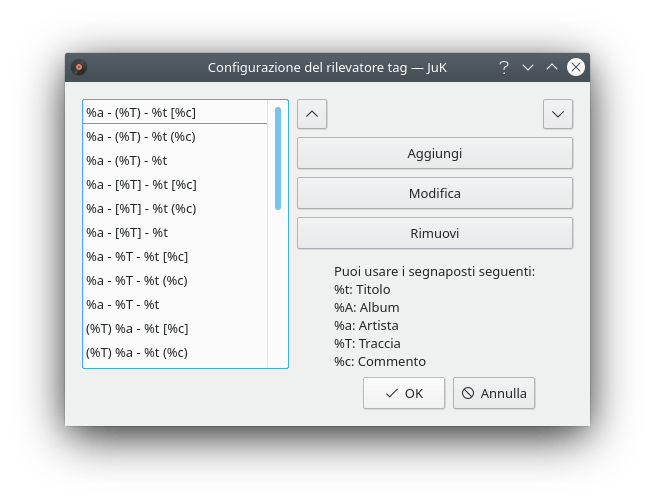 Configurazione del rilevatore tag — JuK
%a - (%T) - %t [%c]
%a - (%T) - %t (%c)
%a - (%T) - %t
%a - [%T] - %t [%c]
%a - [%T] - %t (%c)
%a - [%T] - %t
%a - %T - %t [%c]
%a - %T - %t (%c)
%a - %T - %t
(%T) %a - %t [%c]
(%T) %a - %t (%c)
Aggiungi
Modifica
Rimuovi
Puoi usare i segnaposti seguenti:
%t: Titolo
%A: Album
%a: Artista
%T: Traccia
%c: Commento
OK
Annulla